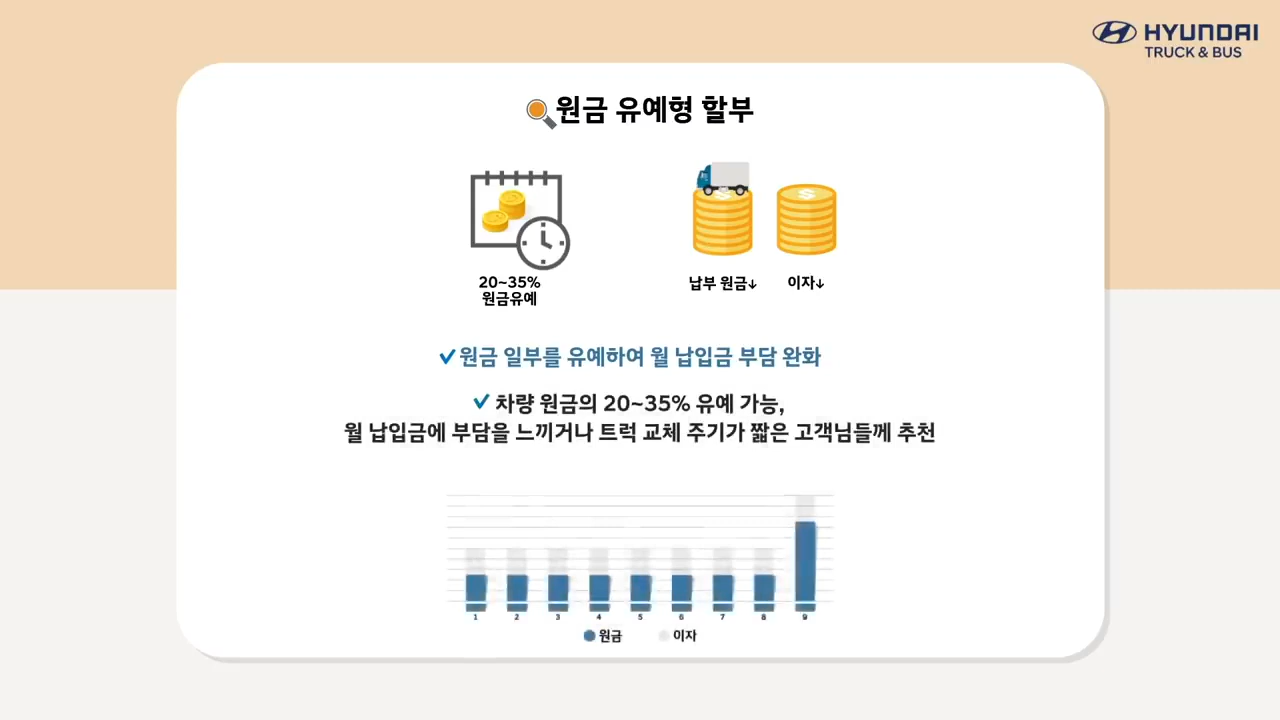 HYUNDAI
TRUCK & BUS
원금 유예형 할부
20~35%
원금유예
납부 원금↓
이자↓
원금 일부를 유예하여 월 납입금 부담 완화
차량 원금의 20~35% 유예 가능,
월 납입금에 부담을 느끼거나 트럭 교체 주기가 짧은 고객님들께 추천
1 2 3 4 5 6 7 8 9
원금 이자